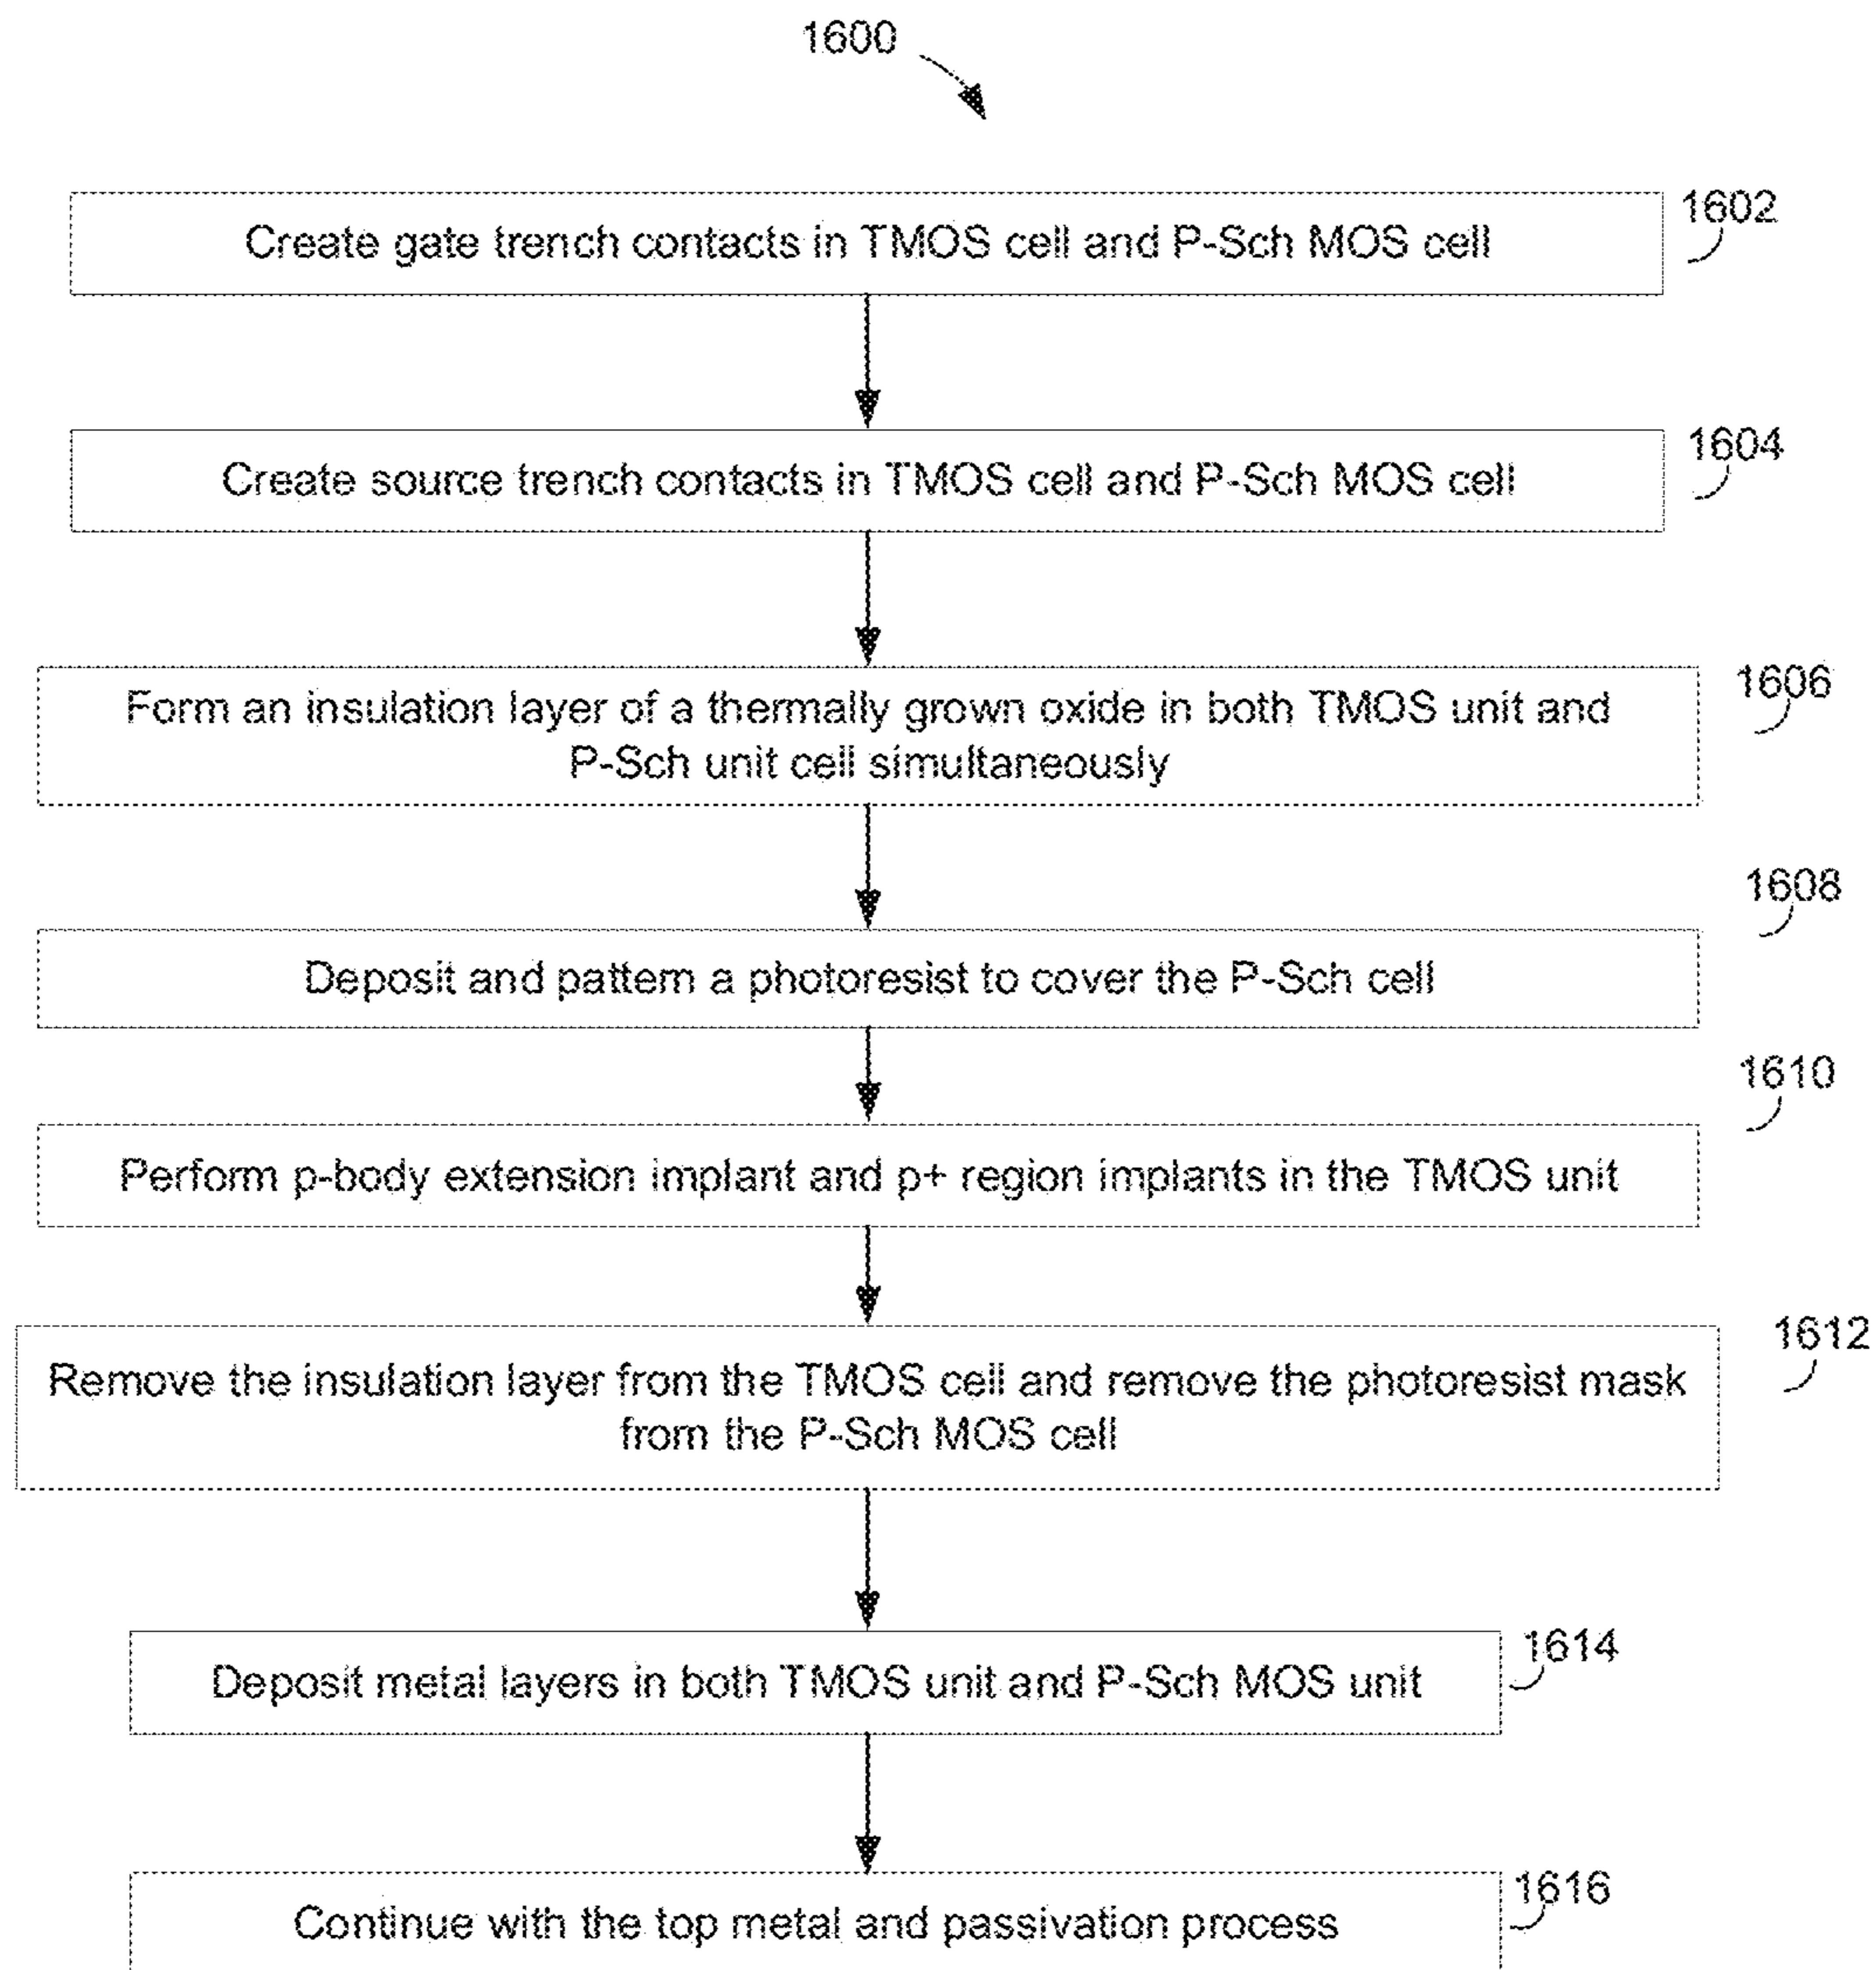 1600
1602
Create gate trench contacts in TMOS cell and P-Sch MOS cell
1604
Create source trench contacts in TMOS cell and P-Sch MOS cell
1606
Form an insulation layer of a thermally grown oxide in both TMOS unit and
P-Sch unit cell simultaneously
1608
Deposit and pattern a photoresist to cover the P-Sch cell
1610
Perform p-body extension implant and p+ region implants in the TMOS unit
1612
Remove the insulation layer from the TMOS cell and remove the photoresist mask
from the P-Sch MOS cell
1614
Deposit metal layers in both TMOS unit and P-Sch MOS unit
1616
Continue with the top metal and passivation process